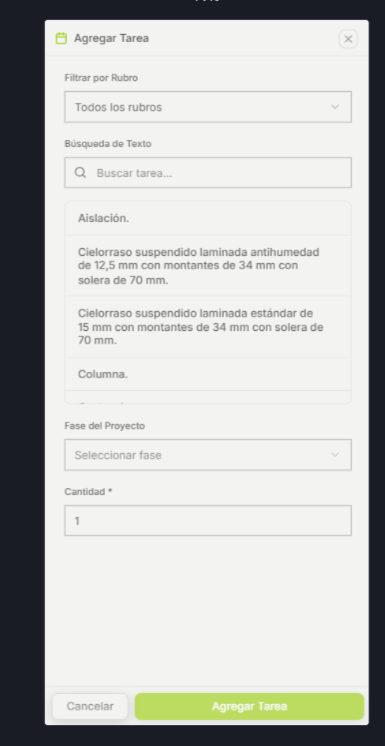 Agregar Tarea
Filtrar por Rubro
Todos los rubros
Búsqueda de Texto
Buscar tarea...
Aislación.
Cielorraso suspendido laminada antihumedad
de 12,5 mm con montantes de 34 mm con
solera de 70 mm.
Cielorraso suspendido laminada estándar de
15 mm con montantes de 34 mm con solera de
70 mm.
Columna.
Fase del Proyecto
Seleccionar fase
Cantidad *
1
Cancelar
Agregar Tarea